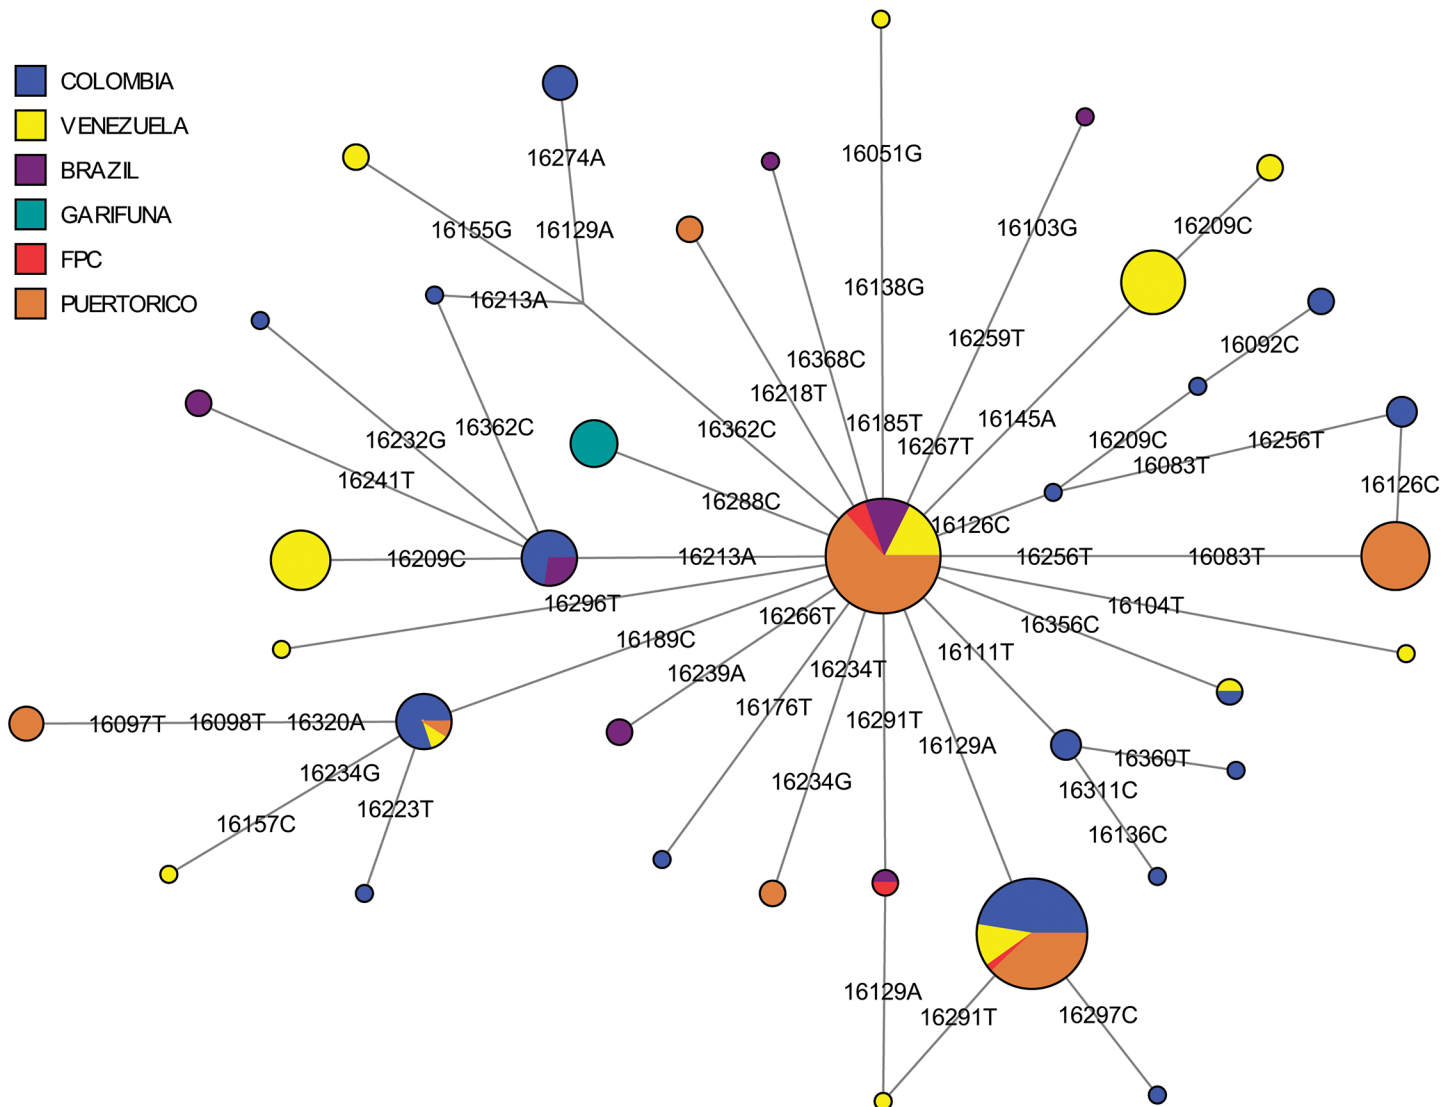 COLOMBIA
VENEZUELA
BRAZIL
GARIFUNA
FPC
PUERTORICO
16051G
16274A
16155G
16129A
16103G
16209C
16138G
16213A
16259T
16092C
16368C
16218T
16145A
16185T
16267T
16362C
16362C
16232G
16209C
16256T
16083T
16241T
16126C
16288C
16126C
16209C
16213A
16256T
16083T
16296T
16104T
16266T
16356C
16189C
16111T
16239A
16234T
16176T
16291T
16129A
16097T
16098T
16320A
16360T
16234G
16234G
16311C
16223T
16157C
16136C
16129A
16291T
16297C